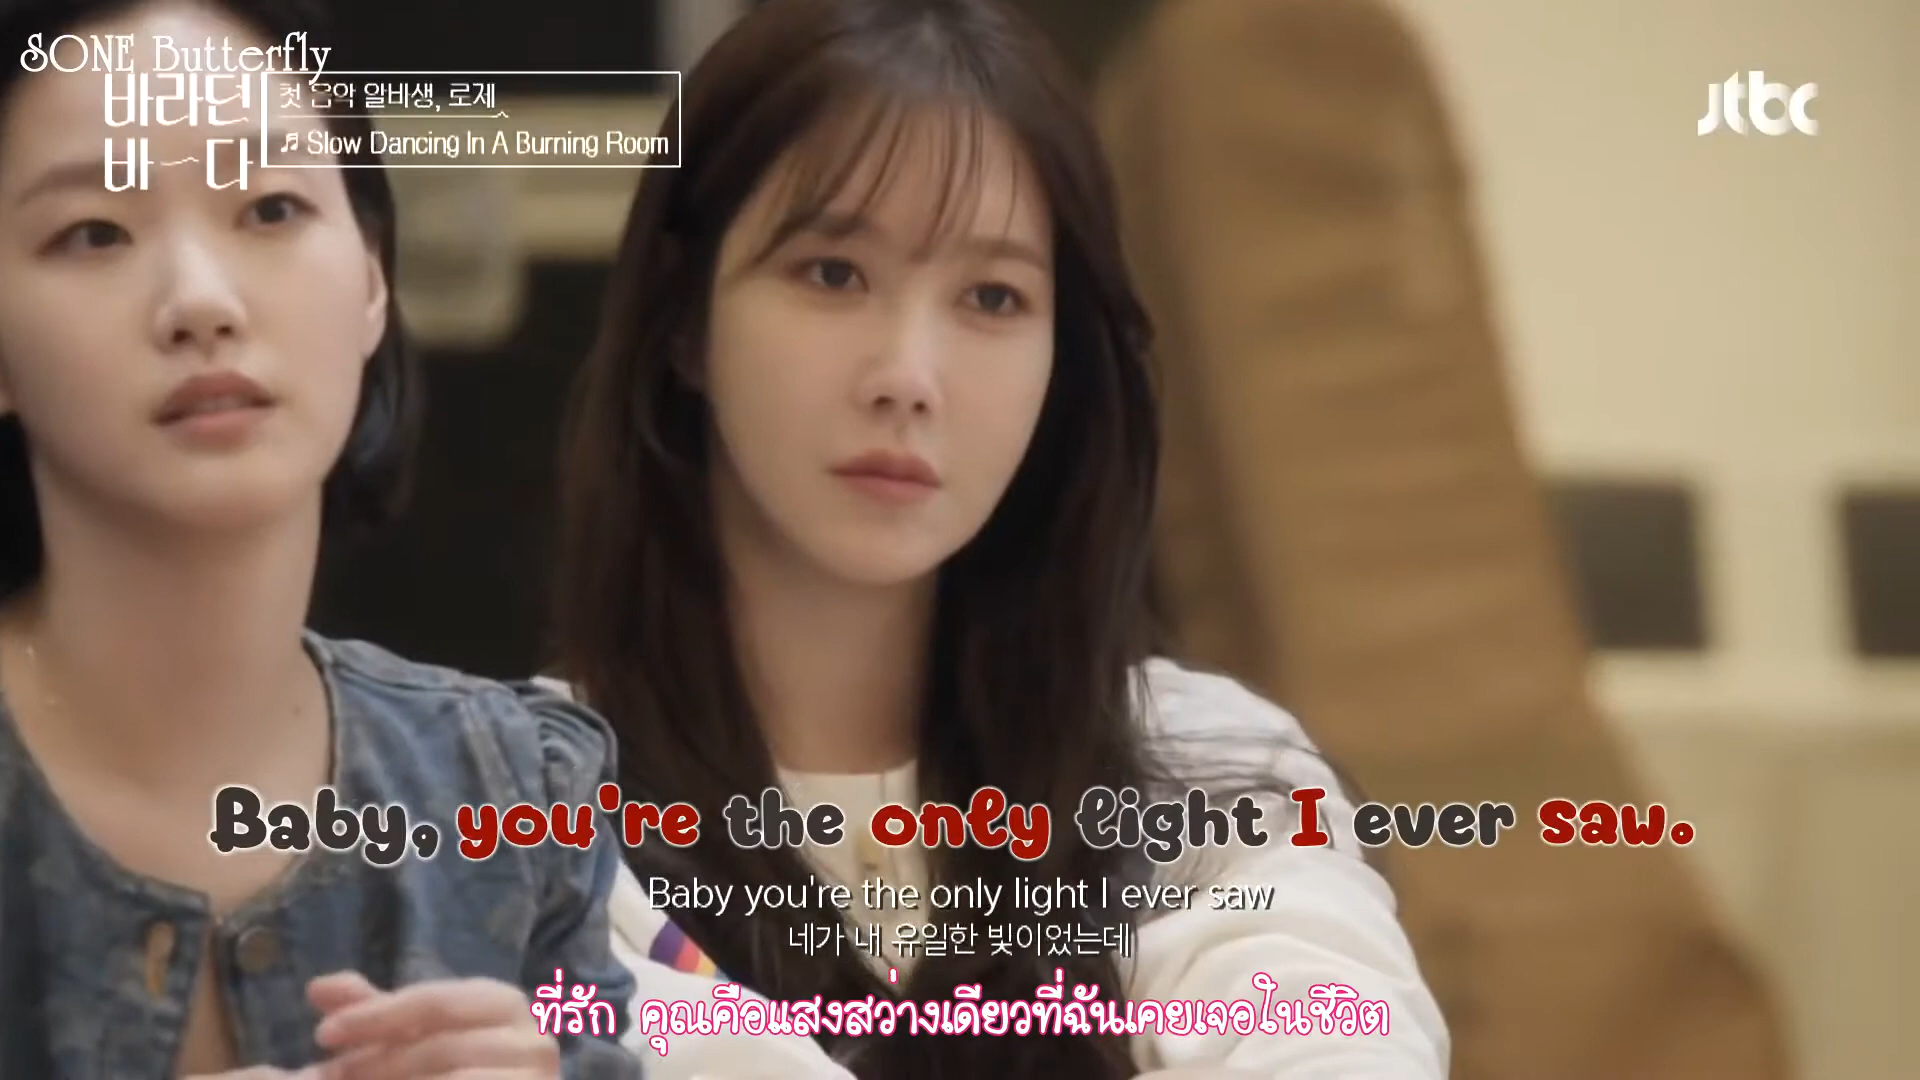 SONE Butterfly
바라던
바다
첫 음악 알바생, 로제
♬ Slow Dancing In A Burning Room
jtbc
Baby, you're the only light I ever saw.
Baby you're the only light I ever saw
네가 내 유일한 빛이었는데
ที่รัก คุณคือแสงสว่างเดียวที่ฉันเคยเจอในชีวิต